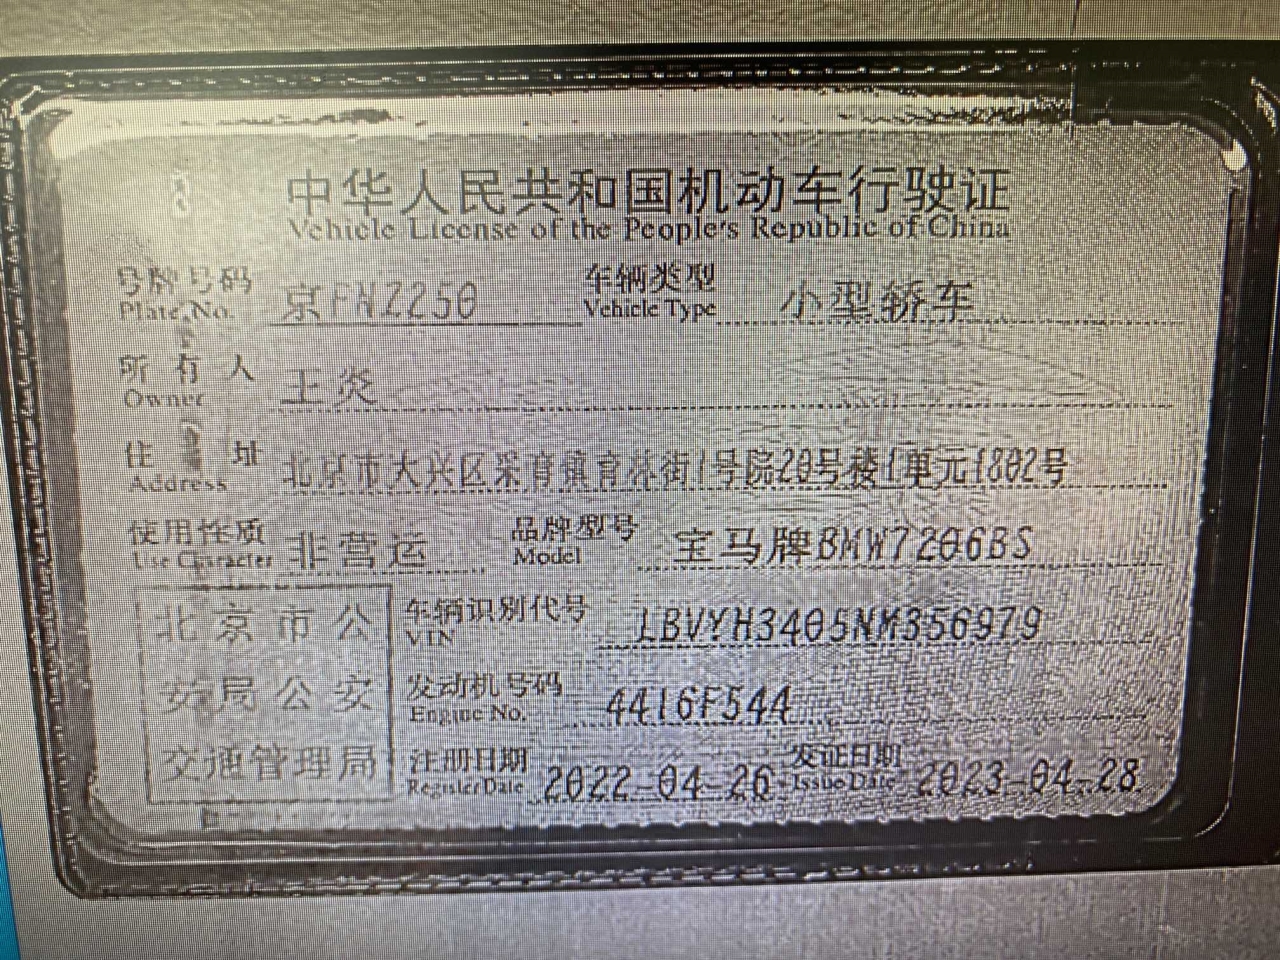 中华人民共和国机动车行驶证
Vehicle License of the People's Republic of China
号牌号码 京FNZ250 车辆类型 小型轿车
Plate No. Vehicle Type
所有人 王炎
Owner
住址 北京市大兴区采育镇育林街1号院20号楼1单元1802号
Address
使用性质 非营运 品牌型号 宝马牌BMW7206BS
Use Character Model
北京市公
安局公安
交通管理局
车辆识别代号 LBVYH3405NM356979
VIN
发动机号码 4416F544
Engine No.
注册日期 2022-04-26 发证日期 2023-04-28
Register Date Issue Date